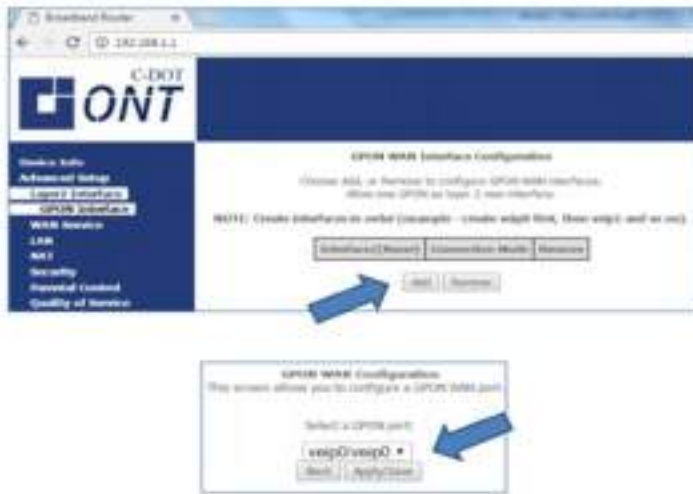 Broadband Router
192.168.1.1
C-DOT
ONT
Device Info
Advanced Setup
Layer2 Interface
GPON Interface
WAN Service
LAN
NAT
Security
Parental Control
Quality of Service
GPON WAN Interface Configuration
Choose Add, or Remove to configure GPON WAN interfaces.
Allow one GPON as layer 2 wan interface
NOTE: Create interfaces in order (example - create veip0 first, then veip1 and so on)
Interface/(Name) Connection Mode Remove
Add Remove
GPON WAN Configuration
This screen allows you to configure a GPON WAN port
Select a GPON port:
veip0/veip0
Back Apply/Save